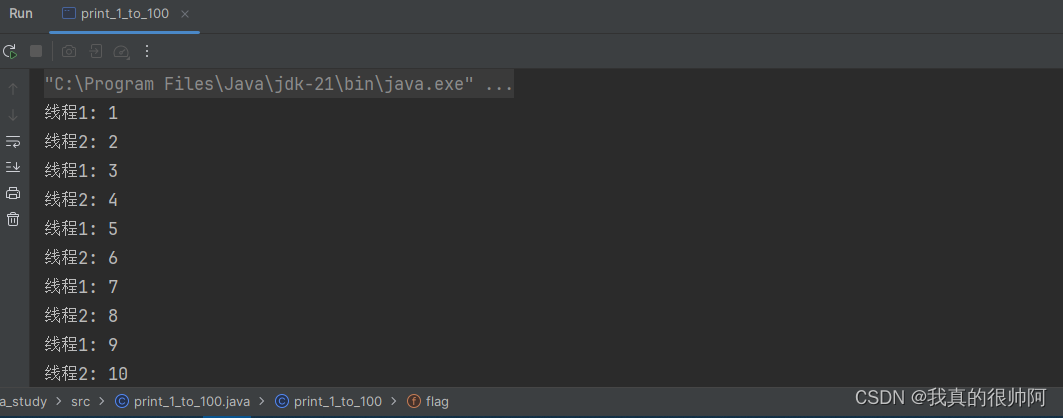 Run print_1_to_100 ×
"C:\Program Files\Java\jdk-21\bin\java.exe" ...
线程1: 1
线程2: 2
线程1: 3
线程2: 4
线程1: 5
线程2: 6
线程1: 7
线程2: 8
线程1: 9
线程2: 10
a_study > src > print_1_to_100.java > print_1_to_100 > flag
CSDN @我真的很帅阿